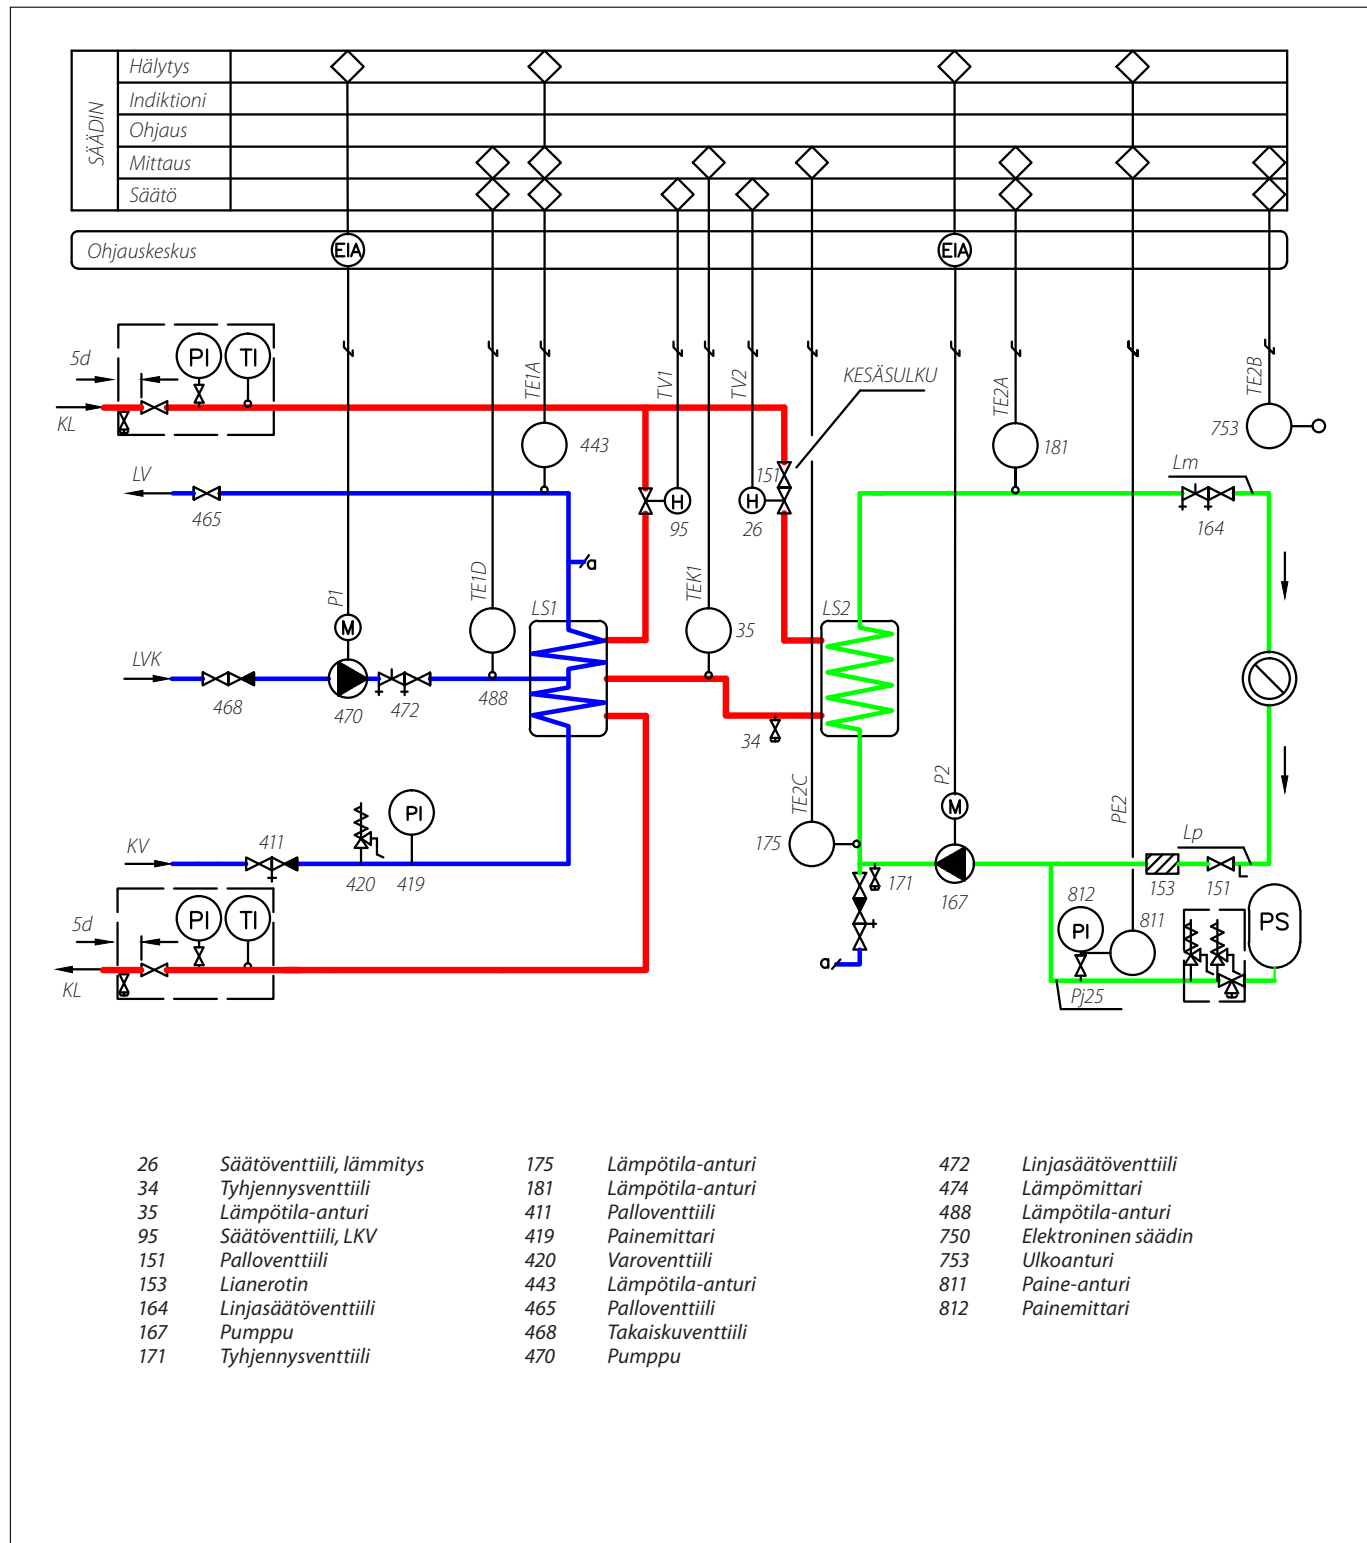 SÄÄDIN
Hälytys
Indiktioni
Ohjaus
Mittaus
Säätö
Ohjauskeskus
EIA
EIA
5d
PI
TI
KL
TE1A
TV1
TV2
KESÄSULKU
TE2A
TE2B
443
151
181
753
Lm
LV
465
H
95
H
26
164
a
P1
TE1D
TEK1
LS1
LS2
M
35
LVK
468
470
472
488
34
P2
TE2C
PE2
M
KV
411
420
PI
419
175
171
167
Lp
153
151
5d
PI
TI
KL
a
812
PI
811
PS
Pj25
26 Säätöventtiili, lämmitys
34 Tyhjennysventtiili
35 Lämpötila-anturi
95 Säätöventtiili, LKV
151 Palloventtiili
153 Lianerotin
164 Linjasäätöventtiili
167 Pumppu
171 Tyhjennysventtiili
175 Lämpötila-anturi
181 Lämpötila-anturi
411 Palloventtiili
419 Painemittari
420 Varoventtiili
443 Lämpötila-anturi
465 Palloventtiili
468 Takaiskuventtiili
470 Pumppu
472 Linjasäätöventtiili
474 Lämpömittari
488 Lämpötila-anturi
750 Elektroninen säädin
753 Ulkoanturi
811 Paine-anturi
812 Painemittari